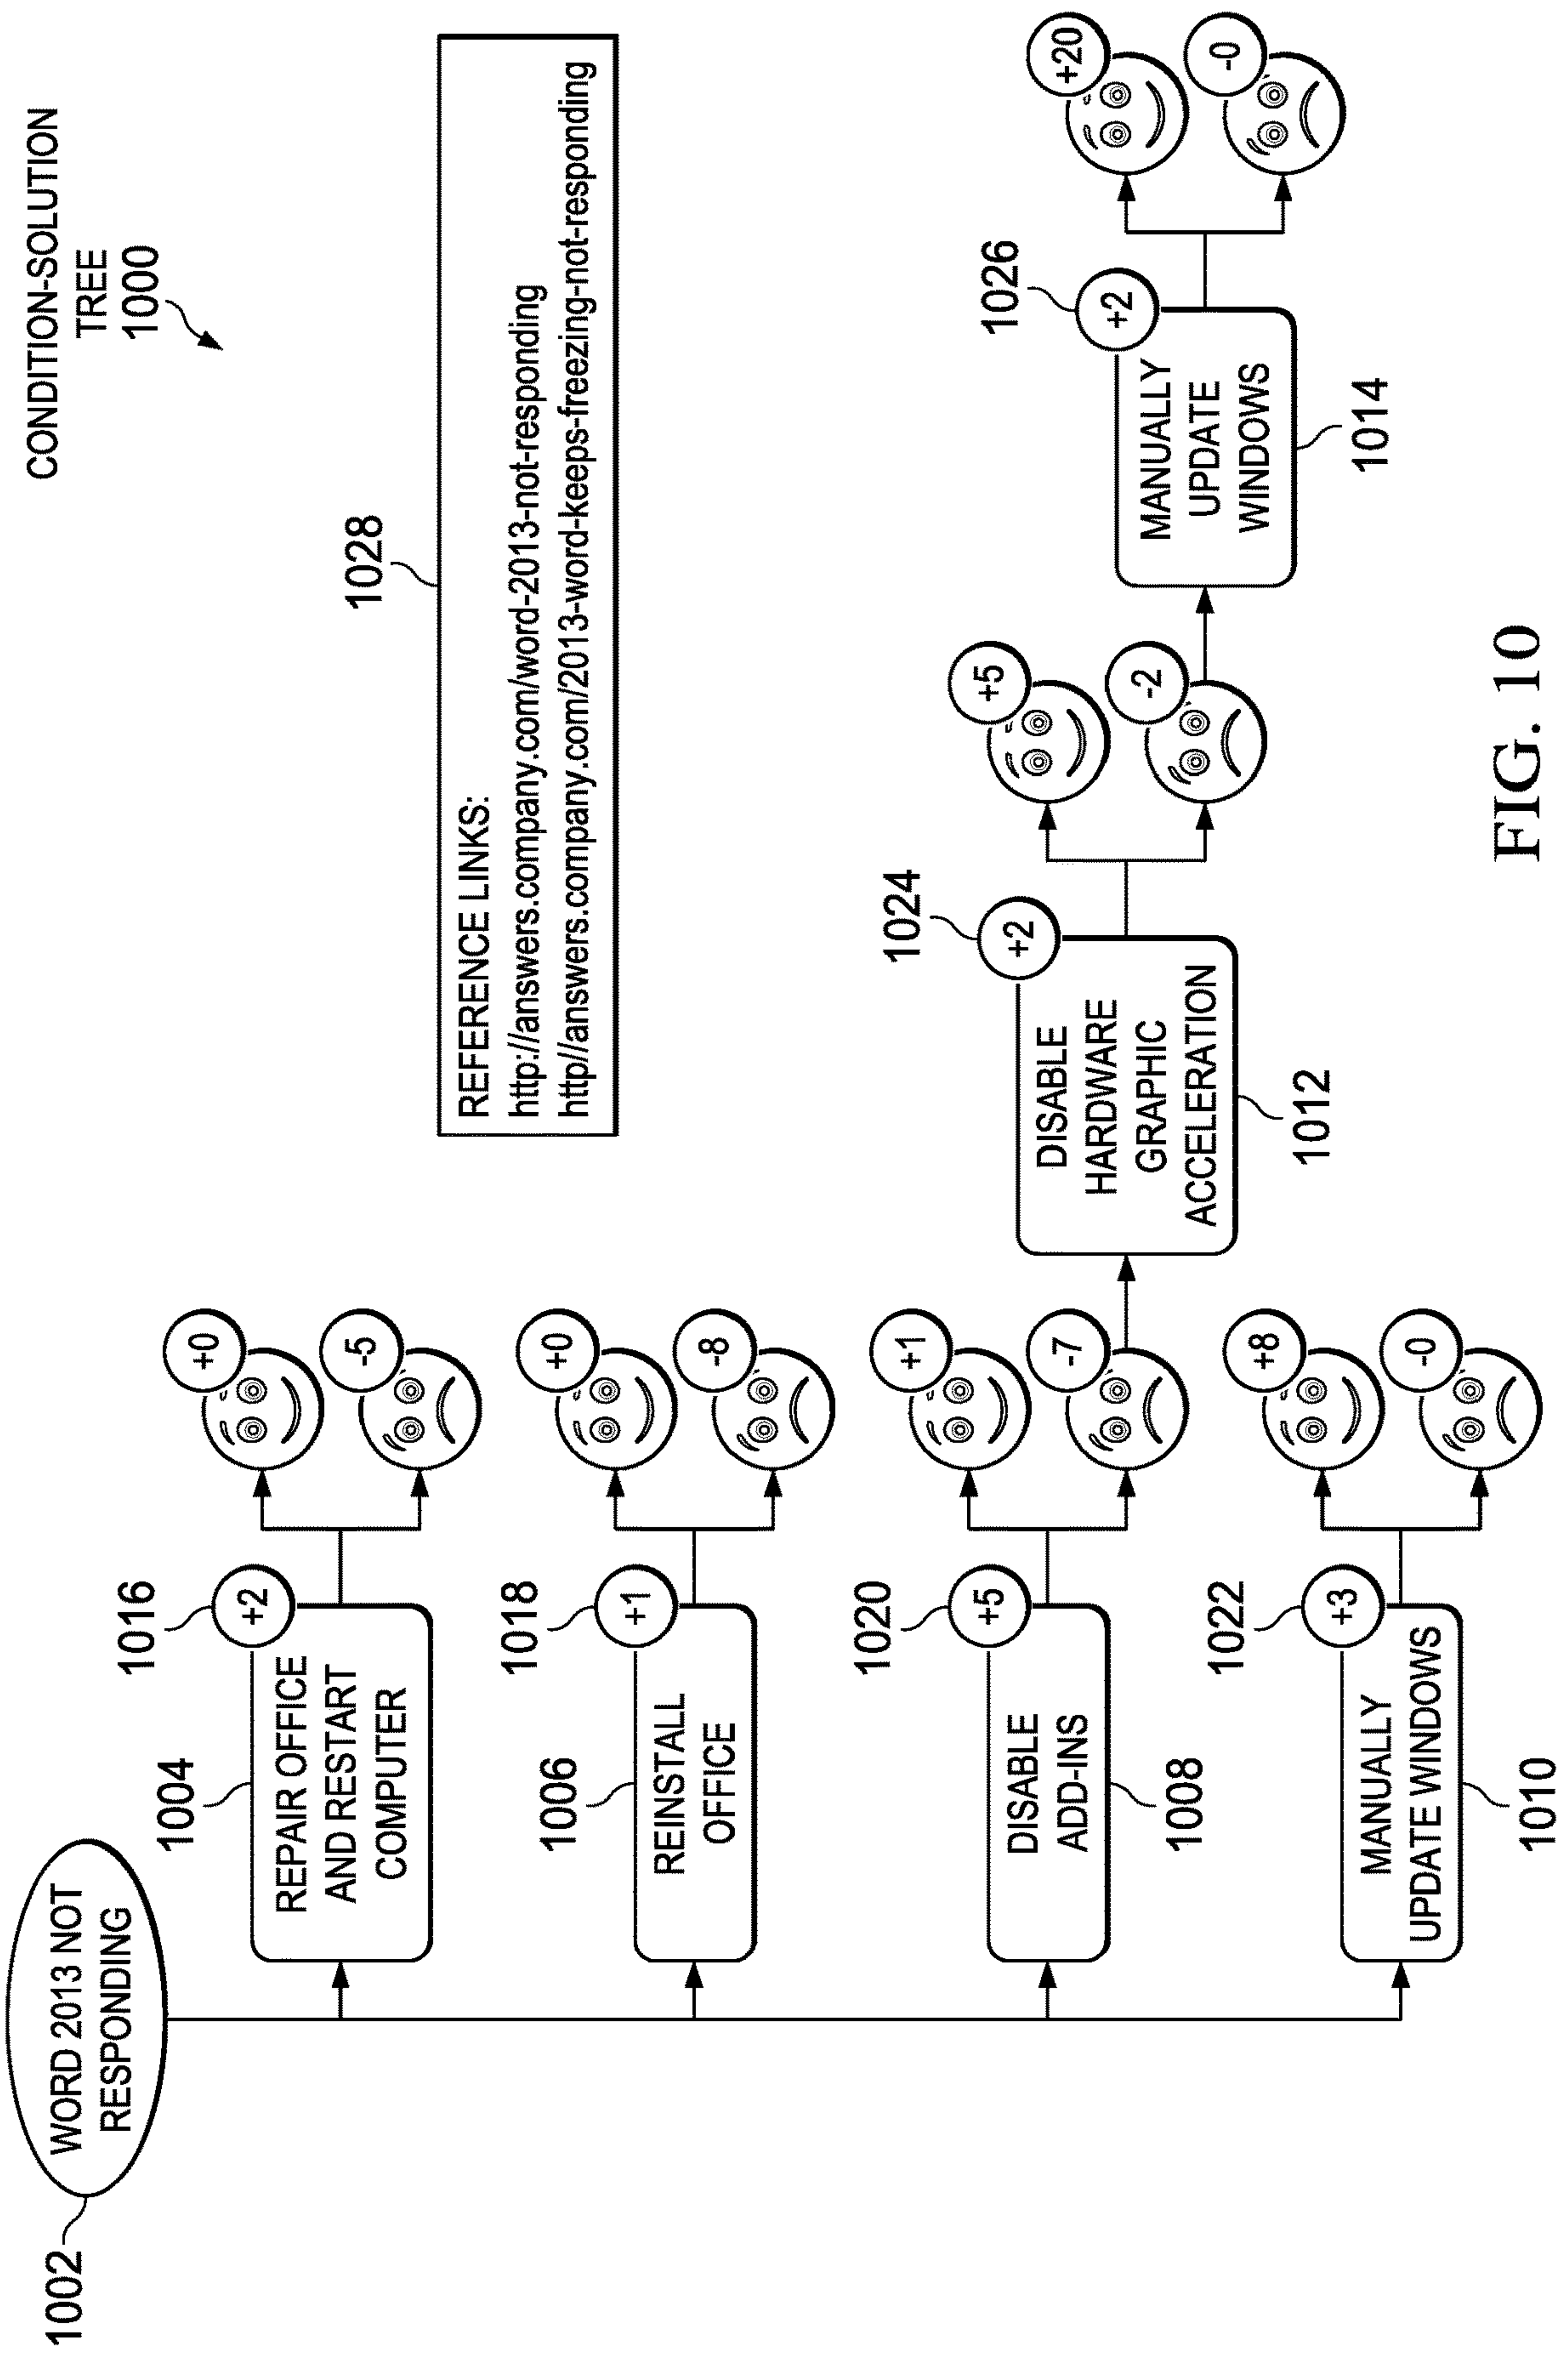 CONDITION-SOLUTION
TREE
1000
1002
WORD 2013 NOT
RESPONDING
1028
REFERENCE LINKS:
http://answers.company.com/word-2013-not-responding
http//answers.company.com/2013-word-keeps-freezing-not-responding
1004
REPAIR OFFICE
AND RESTART
COMPUTER
1016
+2
+0
-5
1006
REINSTALL
OFFICE
1018
+1
+0
-8
1008
DISABLE
ADD-INS
1020
+5
+1
-7
1012
DISABLE
HARDWARE
GRAPHIC
ACCELERATION
1024
+2
+5
-2
1014
MANUALLY
UPDATE
WINDOWS
1026
+2
+20
-0
1010
MANUALLY
UPDATE WINDOWS
1022
+3
+8
-0
FIG. 10